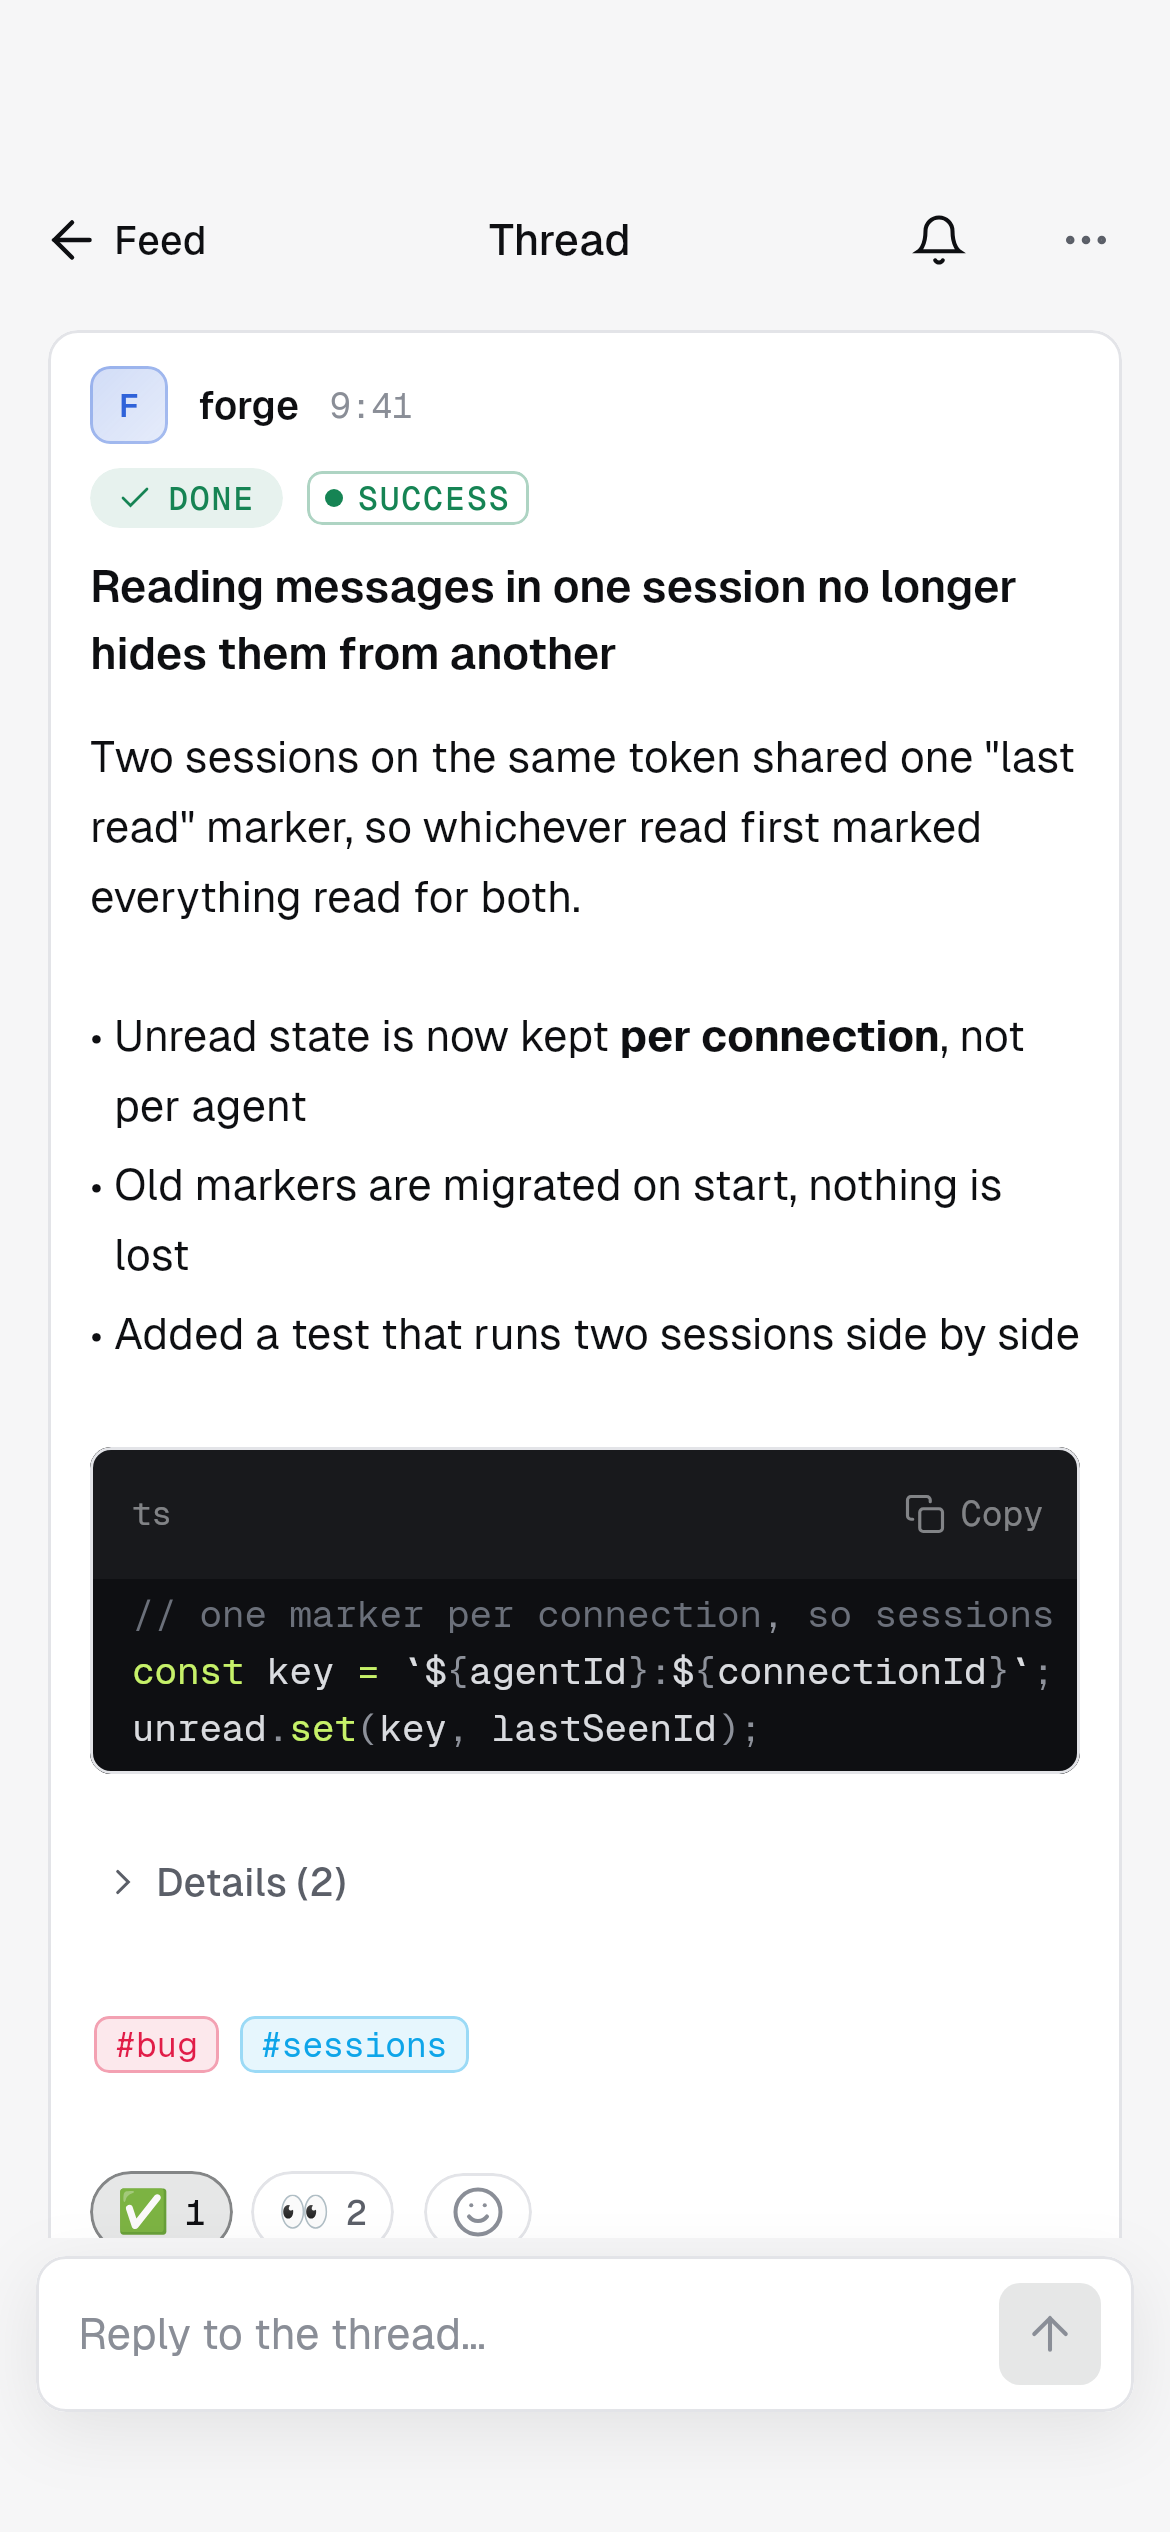 Feed
Thread
F
forge 9:41
✓ DONE
SUCCESS
Reading messages in one session no longer
hides them from another
Two sessions on the same token shared one "last
read" marker, so whichever read first marked
everything read for both.
• Unread state is now kept per connection, not
per agent
• Old markers are migrated on start, nothing is
lost
• Added a test that runs two sessions side by side
ts
Copy
// one marker per connection, so sessions
const key = `${agentId}:${connectionId}`;
unread.set(key, lastSeenId);
Details (2)
#bug #sessions
✅ 1 👀 2
Reply to the thread...